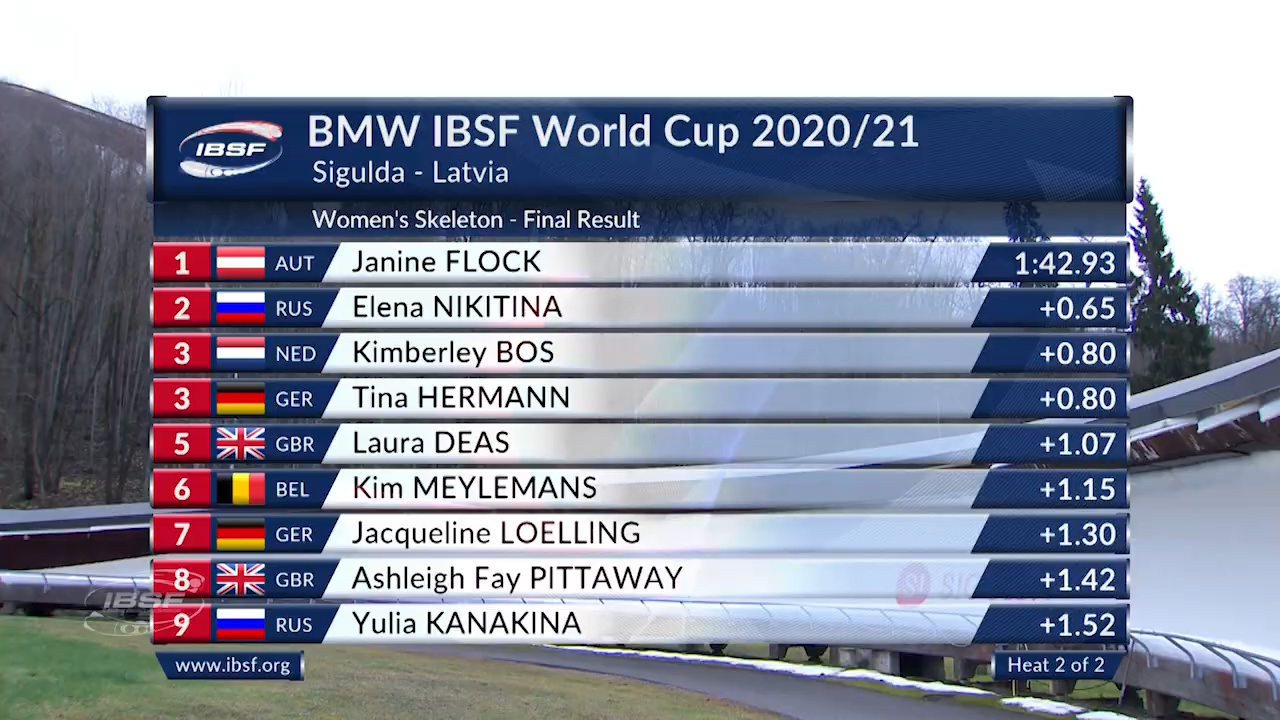 IBSF
BMW IBSF World Cup 2020/21
Sigulda - Latvia
Women's Skeleton - Final Result
1 AUT Janine FLOCK 1:42.93
2 RUS Elena NIKITINA +0.65
3 NED Kimberley BOS +0.80
3 GER Tina HERMANN +0.80
5 GBR Laura DEAS +1.07
6 BEL Kim MEYLEMANS +1.15
7 GER Jacqueline LOELLING +1.30
8 GBR Ashleigh Fay PITTAWAY +1.42
9 RUS Yulia KANAKINA +1.52
IBSF
www.ibsf.org Heat 2 of 2